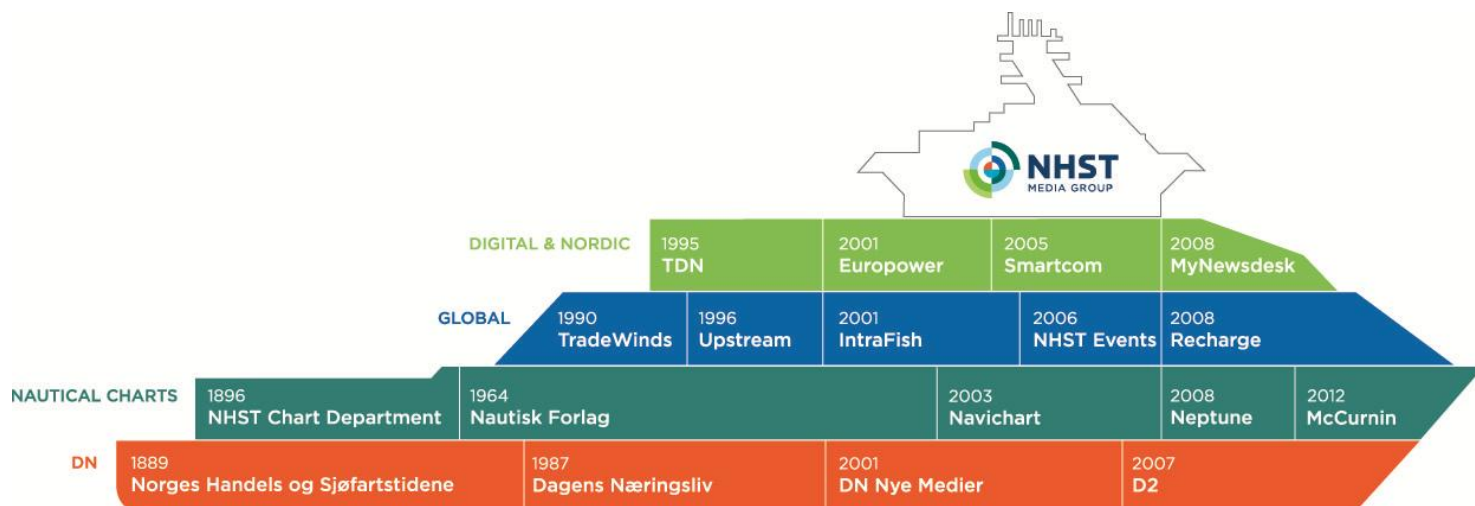 NHST
MEDIA GROUP
DIGITAL & NORDIC
1995
TDN
2001
Europower
2005
Smartcom
2008
MyNewsdesk
GLOBAL
1990
TradeWinds
1996
Upstream
2001
IntraFish
2006
NHST Events
2008
Recharge
NAUTICAL CHARTS
1896
NHST Chart Department
1964
Nautisk Forlag
2003
Navichart
2008
Neptune
2012
McCurnin
DN
1889
Norges Handels og Sjøfartstidene
1987
Dagens Næringsliv
2001
DN Nye Medier
2007
D2